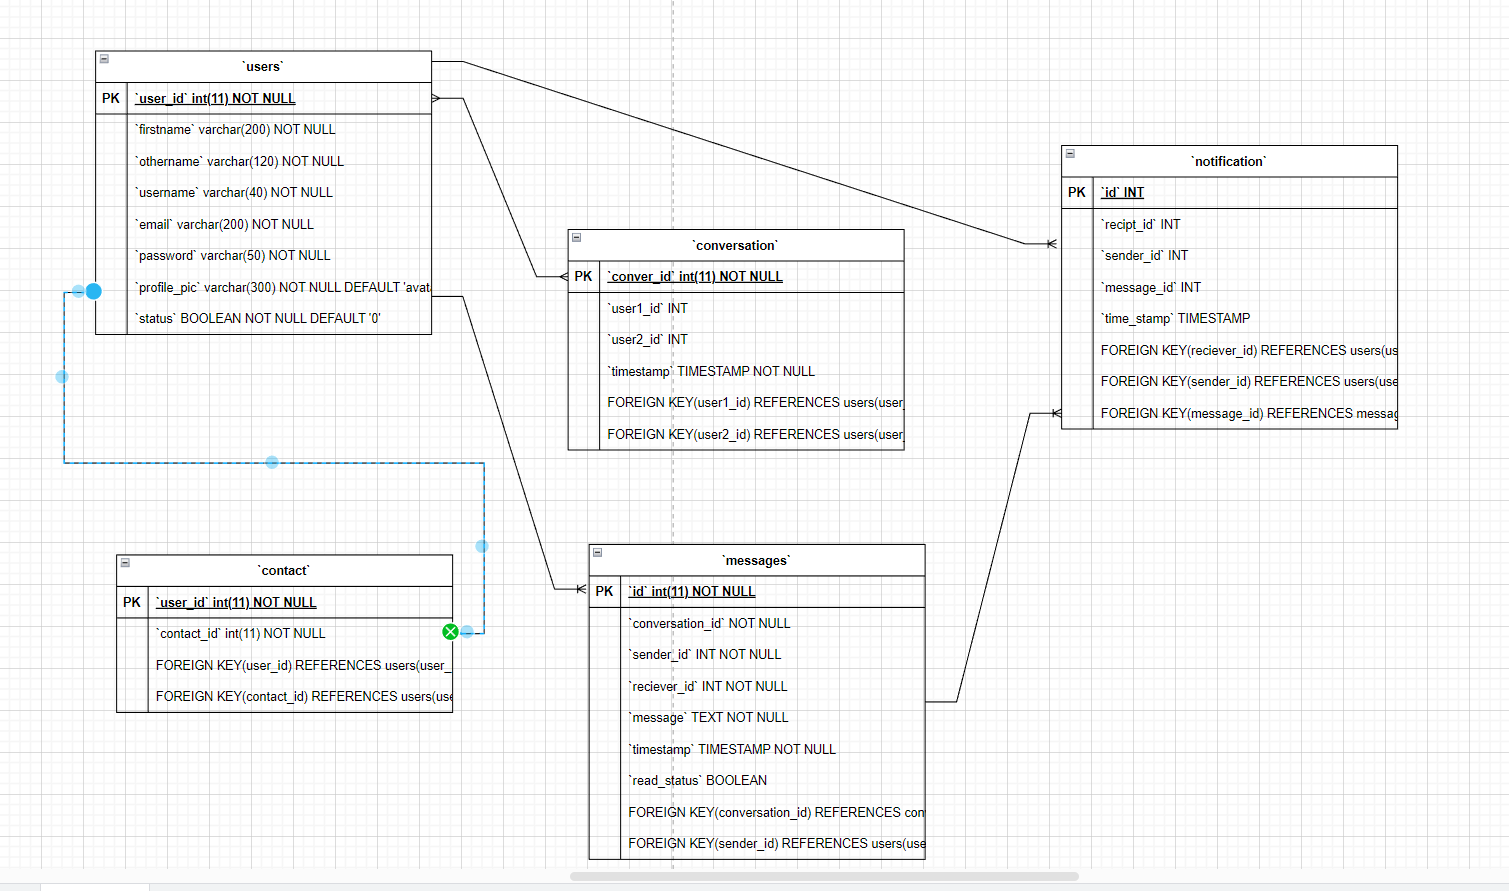 `users`
PK `user_id` int(11) NOT NULL
`firstname` varchar(200) NOT NULL
`othername` varchar(120) NOT NULL
`username` varchar(40) NOT NULL
`email` varchar(200) NOT NULL
`password` varchar(50) NOT NULL
`profile_pic` varchar(300) NOT NULL DEFAULT 'avat
`status` BOOLEAN NOT NULL DEFAULT '0'
`conversation`
PK `conver_id` int(11) NOT NULL
`user1_id` INT
`user2_id` INT
`timestamp` TIMESTAMP NOT NULL
FOREIGN KEY(user1_id) REFERENCES users(user_
FOREIGN KEY(user2_id) REFERENCES users(user_
`notification`
PK `id` INT
`recipt_id` INT
`sender_id` INT
`message_id` INT
`time_stamp` TIMESTAMP
FOREIGN KEY(reciever_id) REFERENCES users(us
FOREIGN KEY(sender_id) REFERENCES users(use
FOREIGN KEY(message_id) REFERENCES messag
`contact`
PK `user_id` int(11) NOT NULL
`contact_id` int(11) NOT NULL
FOREIGN KEY(user_id) REFERENCES users(user_
FOREIGN KEY(contact_id) REFERENCES users(use
`messages`
PK `id` int(11) NOT NULL
`conversation_id` NOT NULL
`sender_id` INT NOT NULL
`reciever_id` INT NOT NULL
`message` TEXT NOT NULL
`timestamp` TIMESTAMP NOT NULL
`read_status` BOOLEAN
FOREIGN KEY(conversation_id) REFERENCES con
FOREIGN KEY(sender_id) REFERENCES users(use